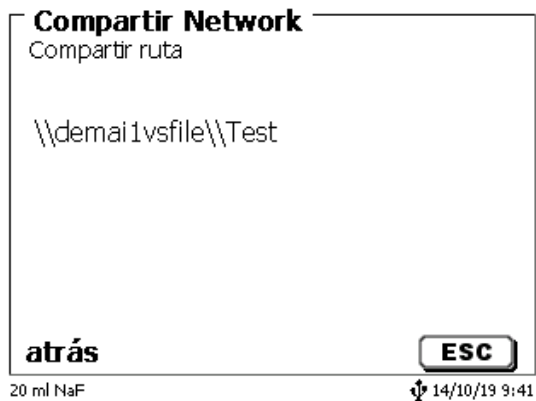 Compartir Network
Compartir ruta
\\demai1vsfile\\Test
atrás
ESC
20 ml NaF
14/10/19 9:41